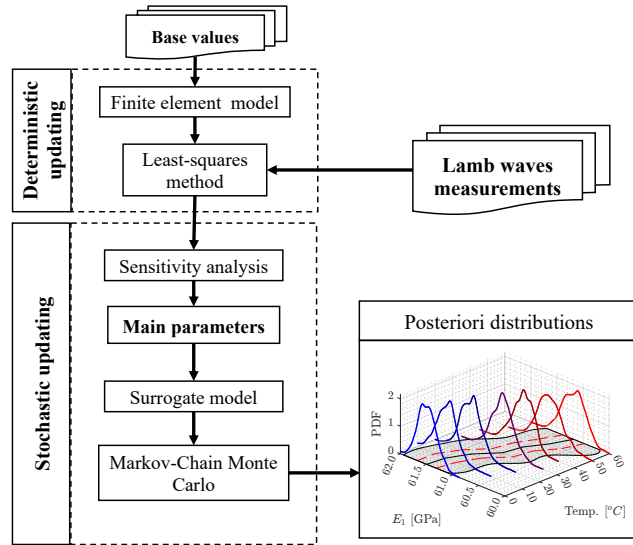 Base values
Deterministic
updating
Finite element model
Least-squares
method
Lamb waves
measurements
Stochastic updating
Sensitivity analysis
Main parameters
Surrogate model
Markov-Chain Monte
Carlo
Posteriori distributions
PDF
2
1
0
62.0
61.5
61.0
60.5
60.0
E₁ [GPa]
0
10
20
30
40
50
60
Temp. [°C]